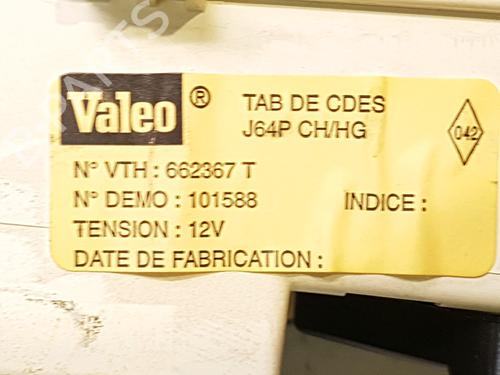 Valeo ® TAB DE CDES
J64P CH/HG
042
N° VTH : 662367 T
N° DEMO : 101588 INDICE :
TENSION : 12V
DATE DE FABRICATION :